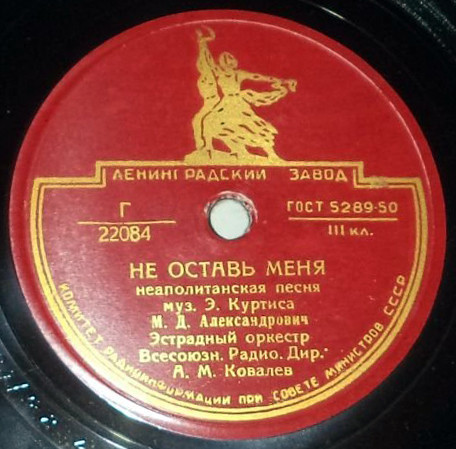 ЛЕНИНГРАДСКИЙ ЗАВОД
Г
22084
ГОСТ 5289-50
III кл.
НЕ ОСТАВЬ МЕНЯ
неаполитанская песня
муз. Э. Куртиса
М. Д. Александрович
Эстрадный оркестр
Всесоюзн. Радио. Дир.
А. М. Ковалев
КОМИТЕТ РАДИОИНФОРМАЦИИ ПРИ СОВЕТЕ МИНИСТРОВ СССР